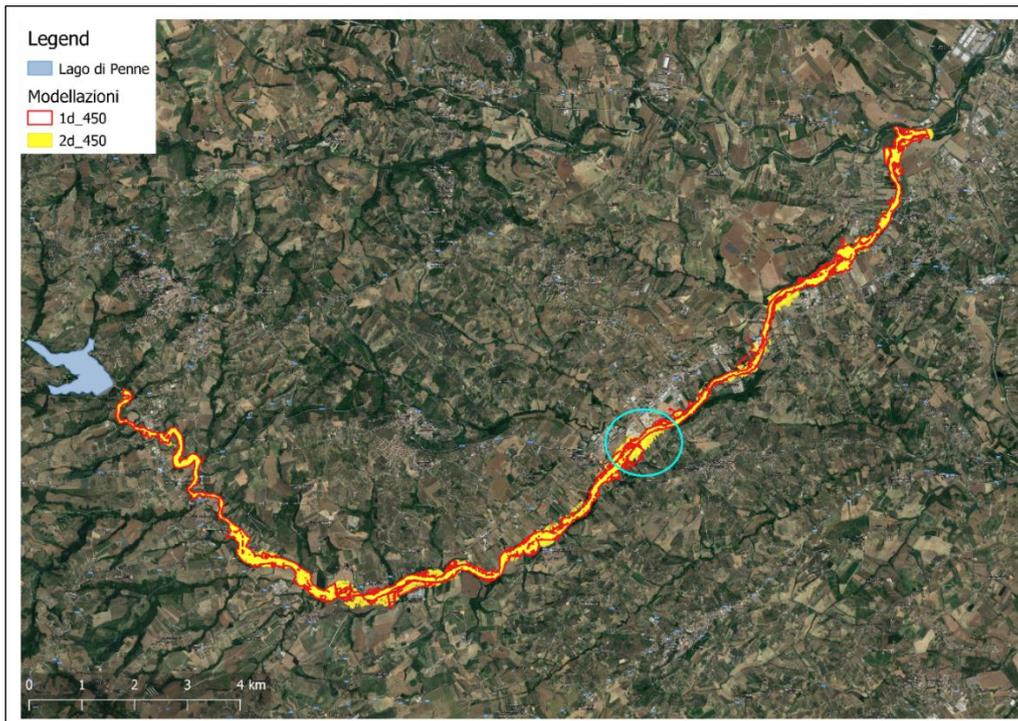 Legend
Lago di Penne
Modellazioni
1d_450
2d_450
0 1 2 3 4 km